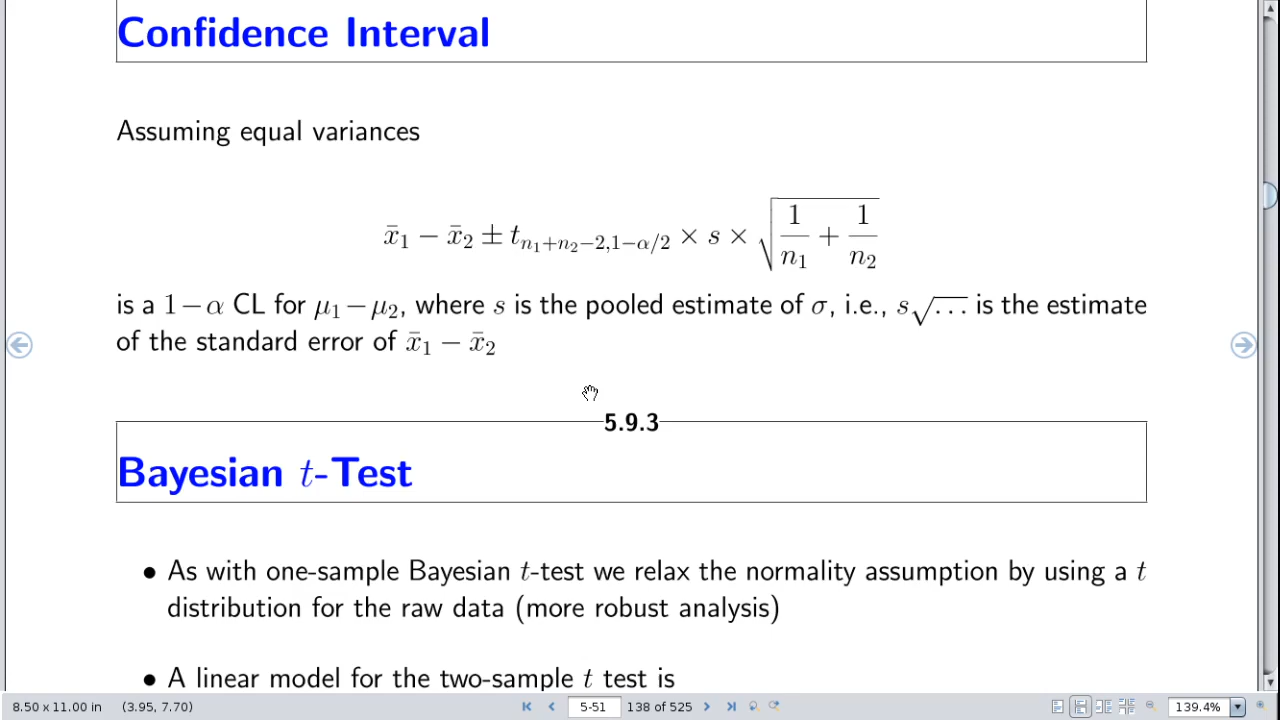 Confidence Interval
Assuming equal variances
x̄₁ − x̄₂ ± t_{n₁+n₂−2,1−α/2} × s × √(1/n₁ + 1/n₂)
is a 1−α CL for μ₁−μ₂, where s is the pooled estimate of σ, i.e., s√... is the estimate
of the standard error of x̄₁ − x̄₂
5.9.3
Bayesian t-Test
• As with one-sample Bayesian t-test we relax the normality assumption by using a t
distribution for the raw data (more robust analysis)
• A linear model for the two-sample t test is
8.50 x 11.00 in (3.95, 7.70) 5-51 138 of 525 139.4%